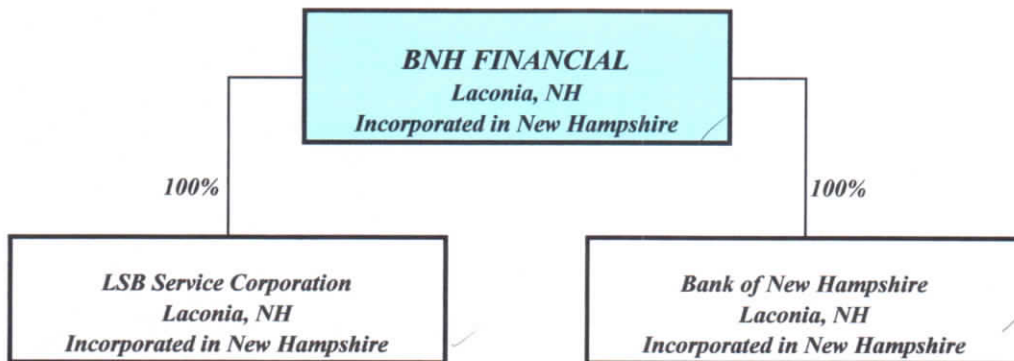 BNH FINANCIAL
Laconia, NH
Incorporated in New Hampshire
100%
100%
LSB Service Corporation
Laconia, NH
Incorporated in New Hampshire
Bank of New Hampshire
Laconia, NH
Incorporated in New Hampshire